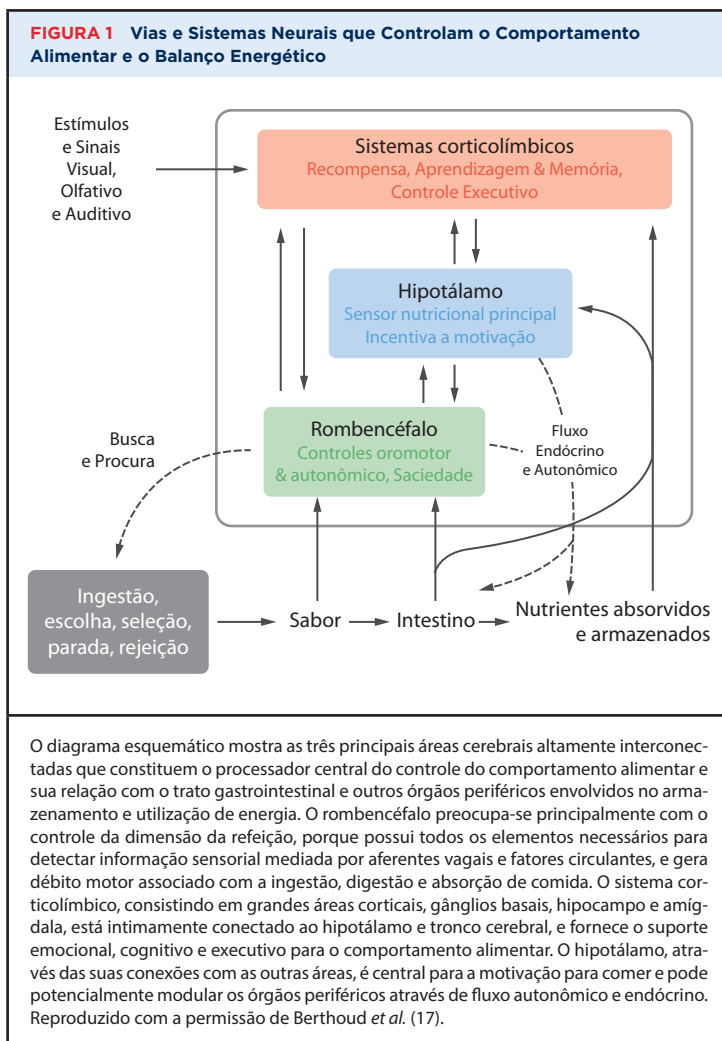 FIGURA 1 Vias e Sistemas Neurais que Controlam o Comportamento
Alimentar e o Balanço Energético
Estímulos
e Sinais
Visual,
Olfativo
e Auditivo
Sistemas corticolímbicos
Recompensa, Aprendizagem & Memória,
Controle Executivo
Hipotálamo
Sensor nutricional principal
Incentiva a motivação
Rombencéfalo
Controles oromotor
& autonômico, Saciedade
Fluxo
Endócrino
e Autonômico
Busca
e Procura
Ingestão,
escolha, seleção,
parada, rejeição
Sabor
Intestino
Nutrientes absorvidos
e armazenados
O diagrama esquemático mostra as três principais áreas cerebrais altamente interconec-
tadas que constituem o processador central do controle do comportamento alimentar e
sua relação com o trato gastrointestinal e outros órgãos periféricos envolvidos no arma-
zenamento e utilização de energia. O rombencéfalo preocupa-se principalmente com o
controle da dimensão da refeição, porque possui todos os elementos necessários para
detectar informação sensorial mediada por aferentes vagais e fatores circulantes, e gera
débito motor associado com a ingestão, digestão e absorção de comida. O sistema cor-
ticolímbico, consistindo em grandes áreas corticais, gânglios basais, hipocampo e amíg-
dala, está intimamente conectado ao hipotálamo e tronco cerebral, e fornece o suporte
emocional, cognitivo e executivo para o comportamento alimentar. O hipotálamo, atra-
vés das suas conexões com as outras áreas, é central para a motivação para comer e pode
potencialmente modular os órgãos periféricos através de fluxo autonômico e endócrino.
Reproduzido com a permissão de Berthoud et al. (17).